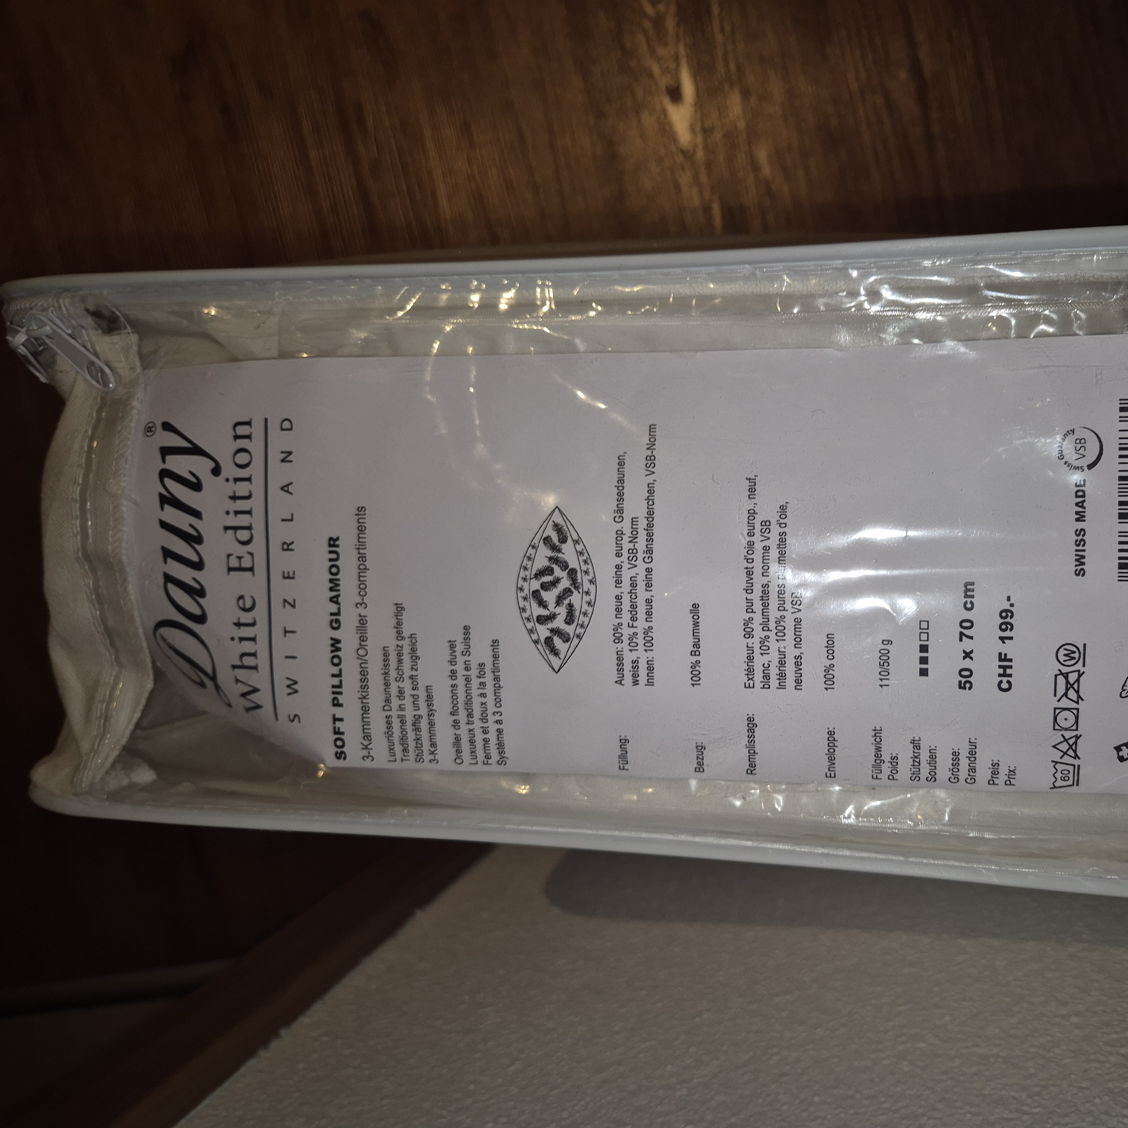 Dauny®
White Edition
SWITZERLAND
SOFT PILLOW GLAMOUR
3-Kammerkissen/Oreiller 3-compartiments
Luxuriöses Daunenkissen
Traditionell in der Schweiz gefertigt
Stützkräftig und soft zugleich
3-Kammersystem
Oreiller de flocons de duvet
Luxueux traditionnel en Suisse
Ferme et doux à la fois
Système à 3 compartiments
Füllung: Aussen: 90% neue, reine, europ. Gänsedaunen,
weiss, 10% Federchen, VSB-Norm
Innen: 100% neue, reine Gänsefederchen, VSB-Norm
Bezug: 100% Baumwolle
Remplissage: Extérieur: 90% pur duvet d'oie europ., neuf,
blanc, 10% plumettes, norme VSB
Intérieur: 100% pures plumettes d'oie,
neuves, norme VSB
Enveloppe: 100% coton
Füllgewicht: 110/500 g
Poids:
Stützkraft:
Soutien:
Grösse: 50 x 70 cm
Grandeur:
Preis: CHF 199.-
Prix:
60 W SWISS MADE Swiss Guaranty VSB